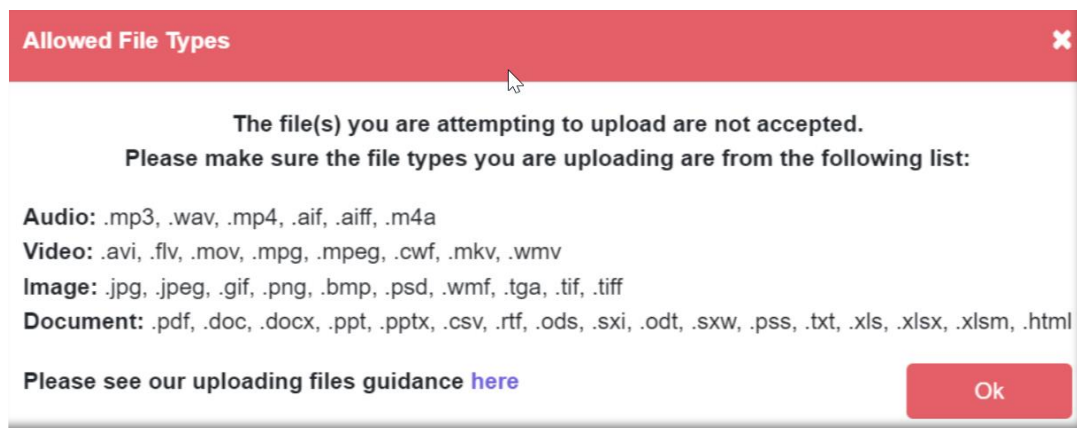 Allowed File Types
The file(s) you are attempting to upload are not accepted.
Please make sure the file types you are uploading are from the following list:
Audio: .mp3, .wav, .mp4, .aif, .aiff, .m4a
Video: .avi, .flv, .mov, .mpg, .mpeg, .cwf, .mkv, .wmv
Image: .jpg, .jpeg, .gif, .png, .bmp, .psd, .wmf, .tga, .tif, .tiff
Document: .pdf, .doc, .docx, .ppt, .pptx, .csv, .rtf, .ods, .sxi, .odt, .sxw, .pss, .txt, .xls, .xlsx, .xlsm, .html
Please see our uploading files guidance here
Ok